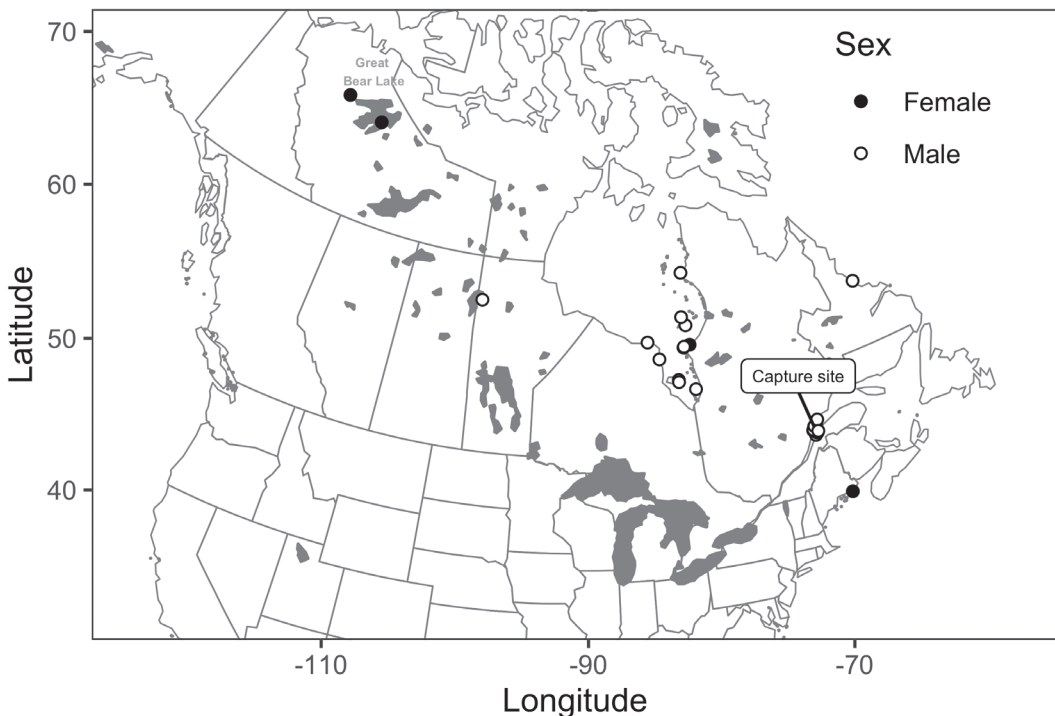 Sex
Female
Male
Great
Bear Lake
Capture site
70
60
50
40
Latitude
-110
-90
-70
Longitude